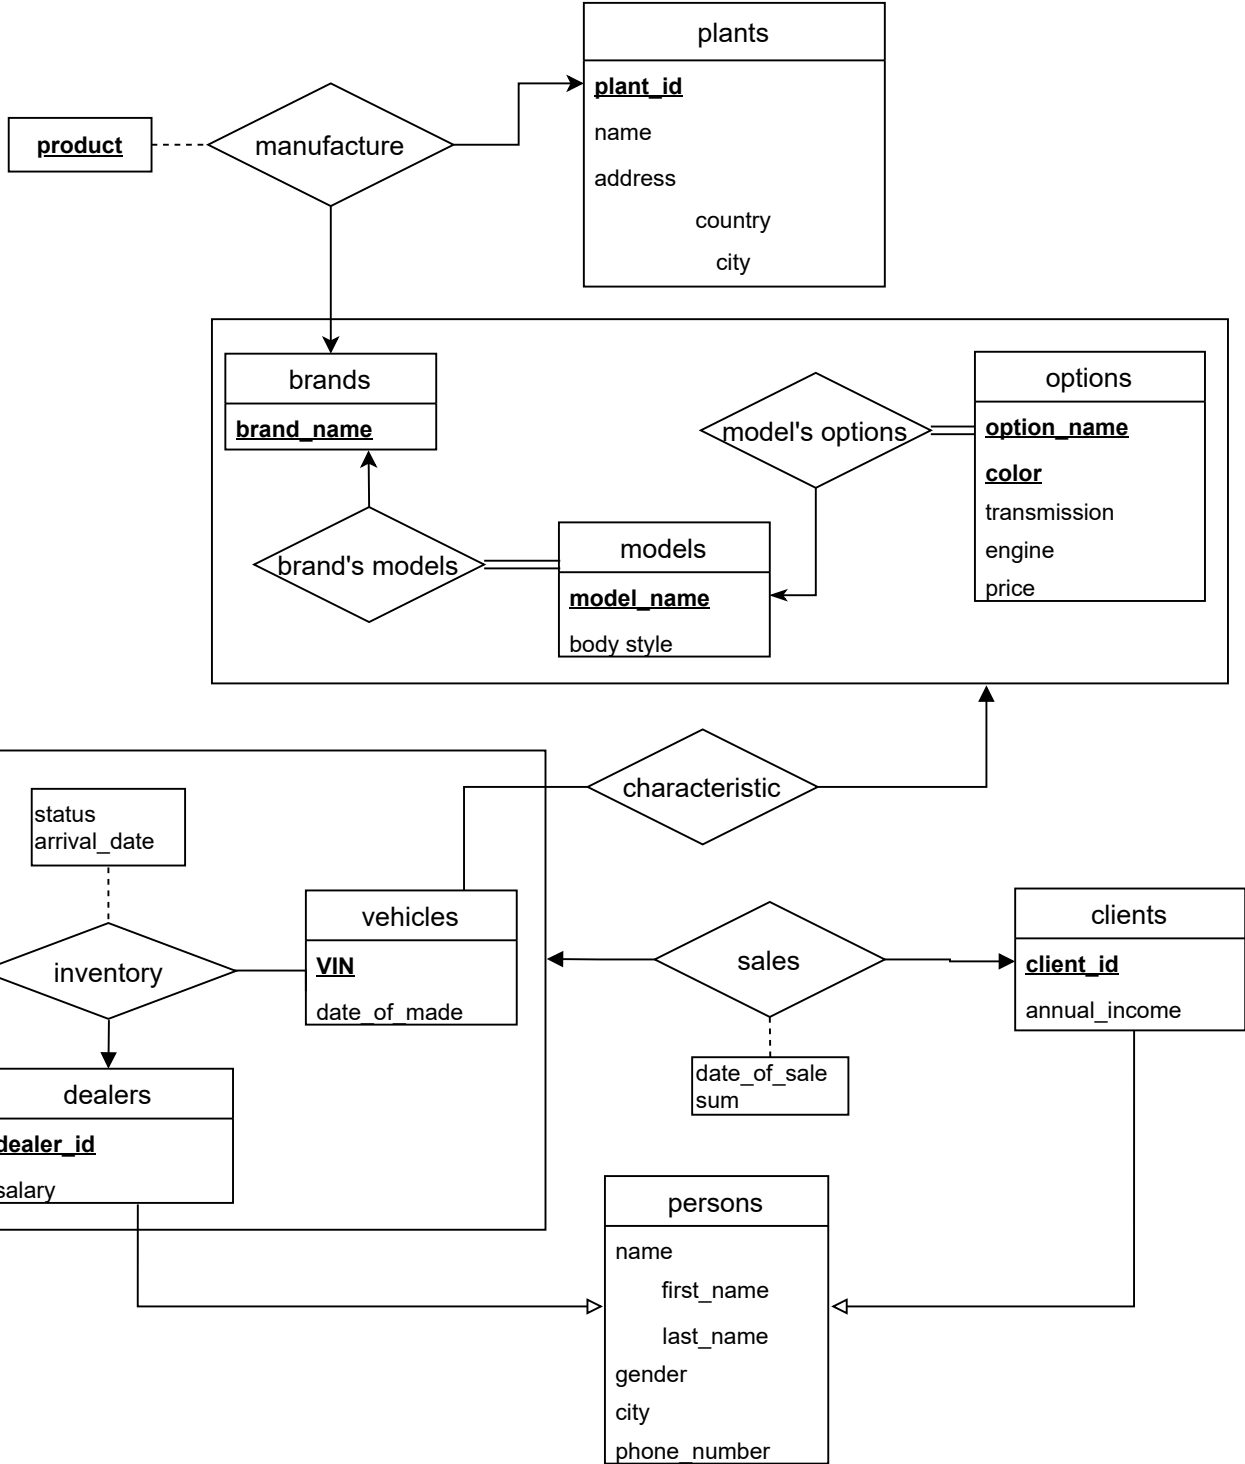 plants
plant_id
name
address
country
city
product
manufacture
brands
brand_name
model's options
options
option_name
color
transmission
engine
price
brand's models
models
model_name
body style
characteristic
status
arrival_date
inventory
vehicles
VIN
date_of_made
sales
date_of_sale
sum
clients
client_id
annual_income
dealers
dealer_id
salary
persons
name
first_name
last_name
gender
city
phone_number